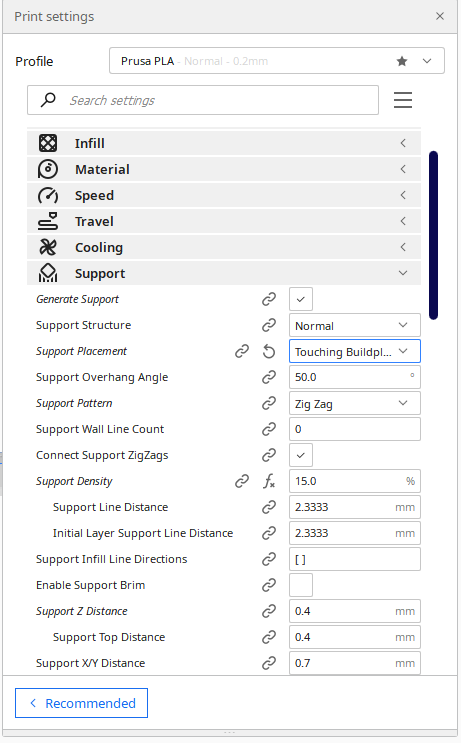 Print settings
Profile
Prusa PLA - Normal - 0.2mm
Search settings
Infill
Material
Speed
Travel
Cooling
Support
Generate Support
Support Structure Normal
Support Placement Touching Buildpl...
Support Overhang Angle 50.0 °
Support Pattern Zig Zag
Support Wall Line Count 0
Connect Support ZigZags
Support Density 15.0 %
Support Line Distance 2.3333 mm
Initial Layer Support Line Distance 2.3333 mm
Support Infill Line Directions [ ]
Enable Support Brim
Support Z Distance 0.4 mm
Support Top Distance 0.4 mm
Support X/Y Distance 0.7 mm
Recommended